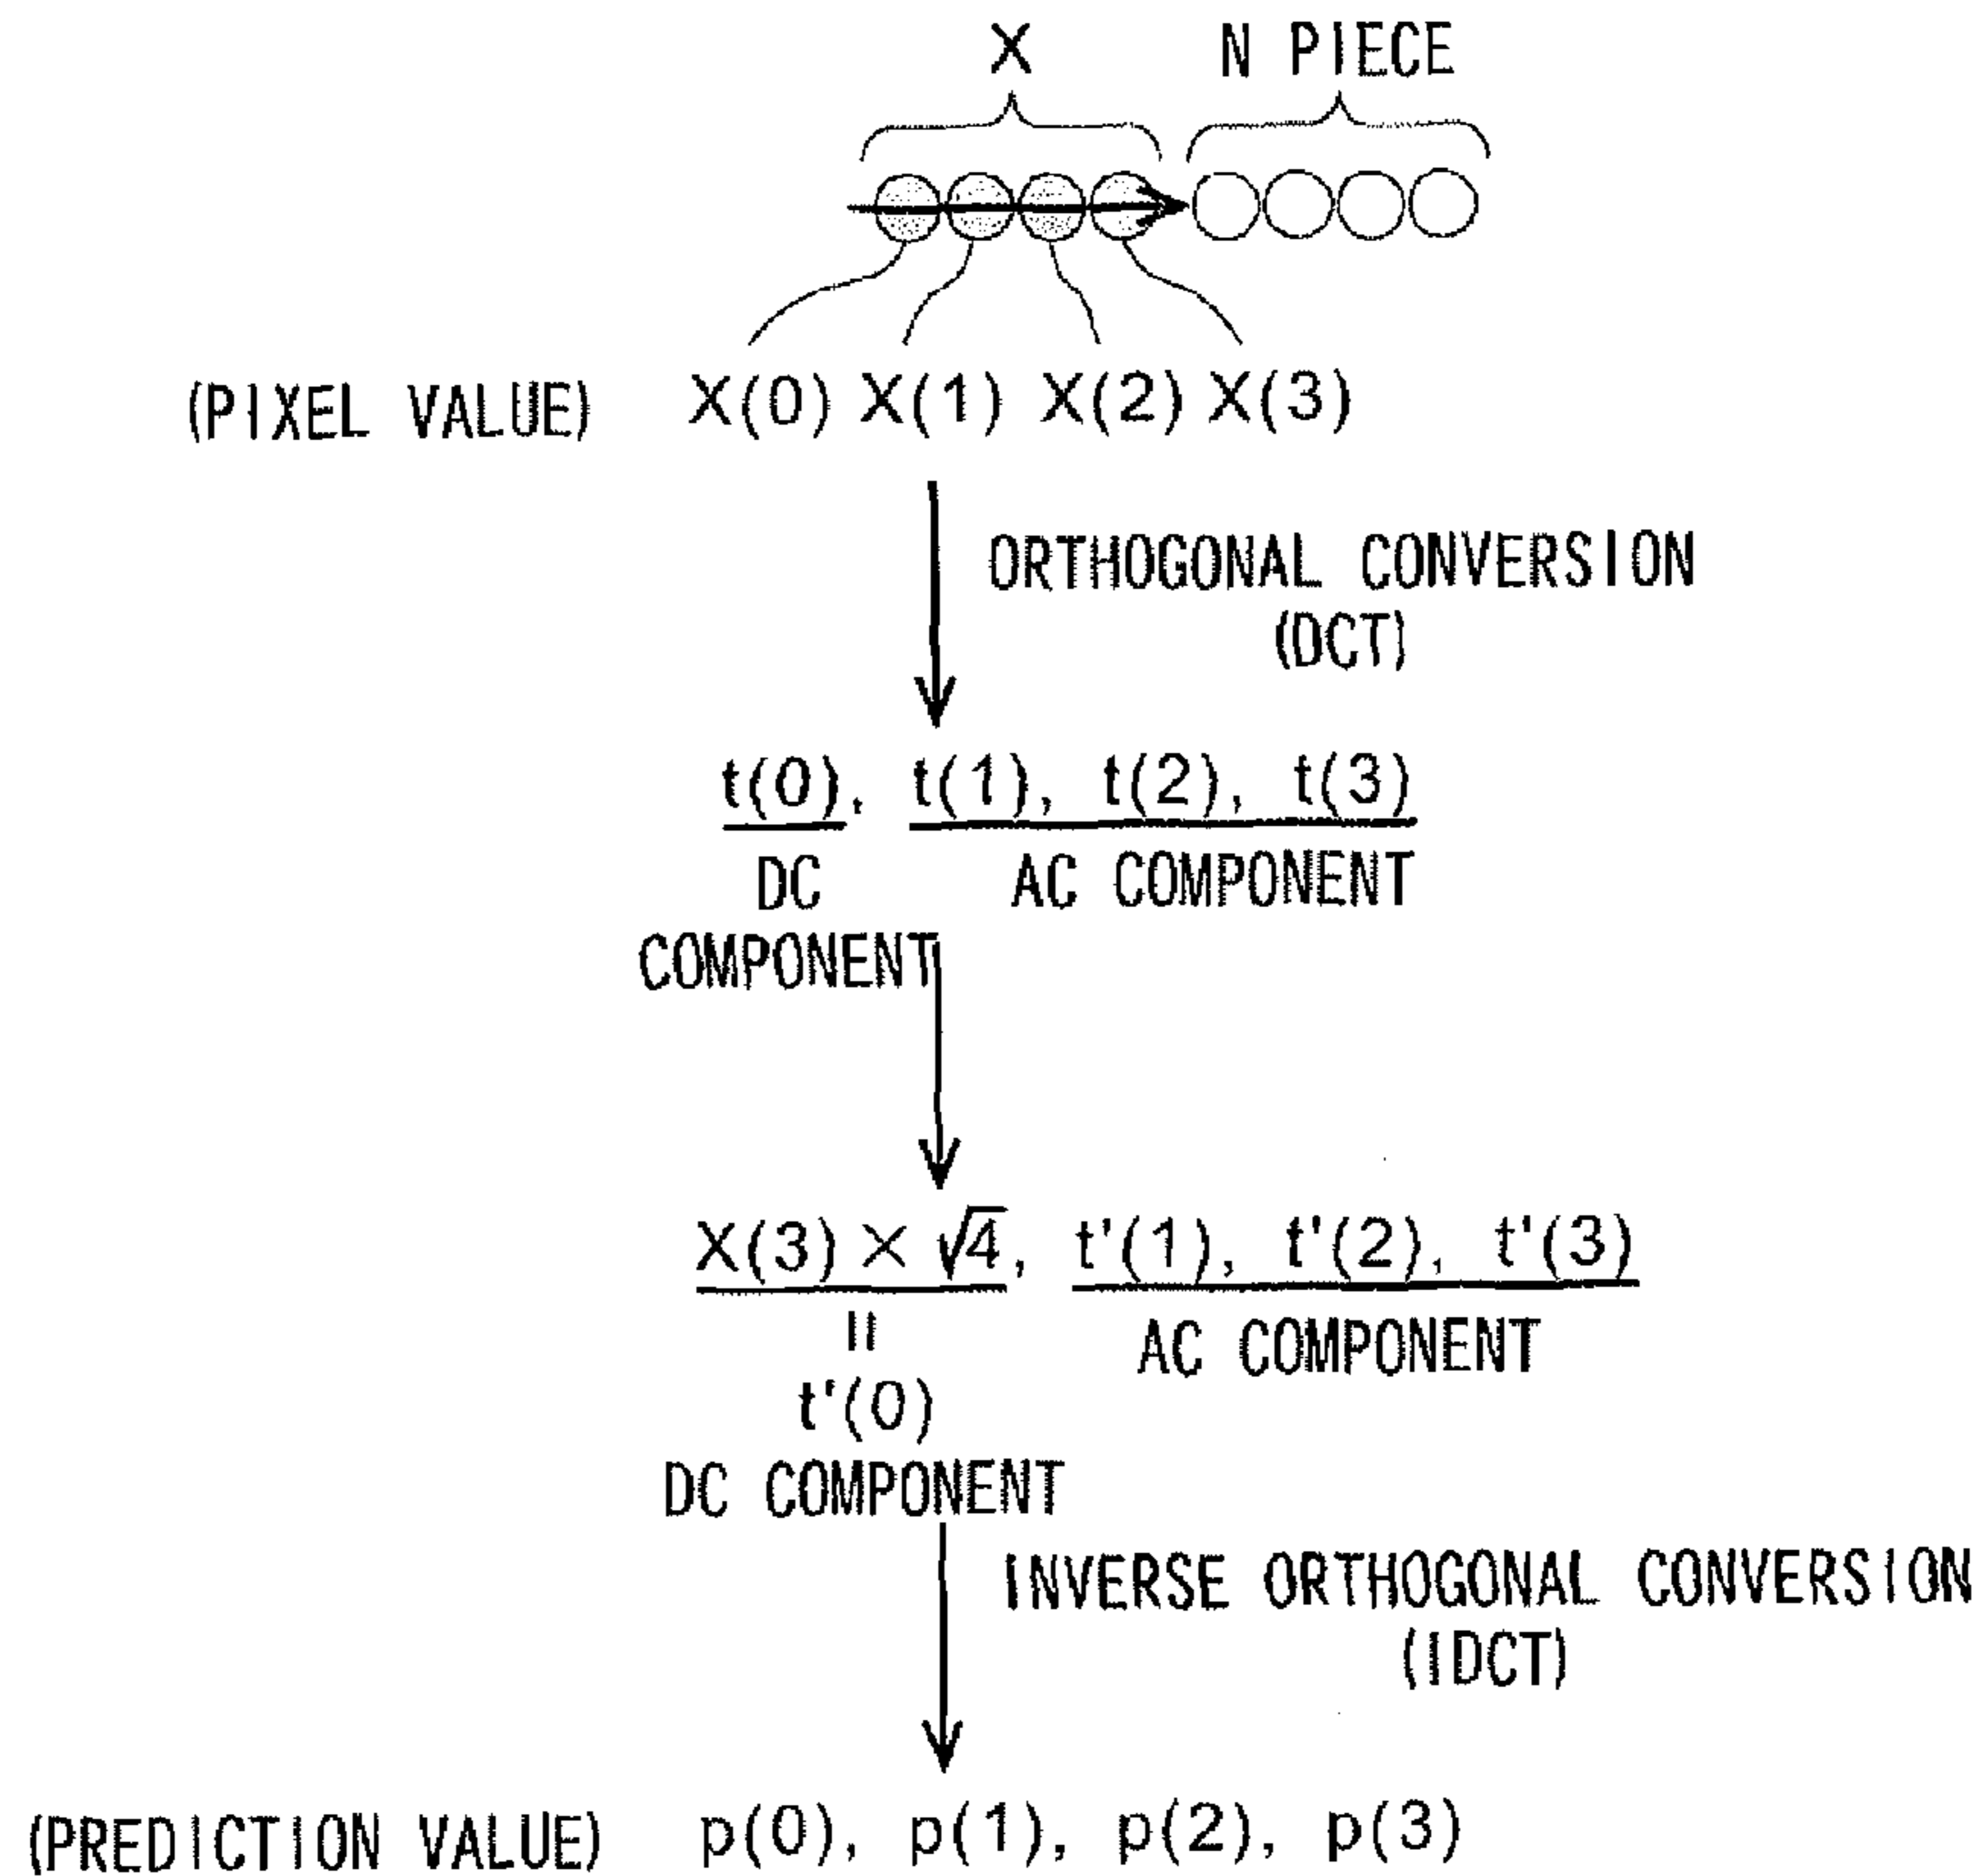 X N PIECE
(PIXEL VALUE) X(0) X(1) X(2) X(3)
ORTHOGONAL CONVERSION
(DCT)
t(0), t(1), t(2), t(3)
DC AC COMPONENT
COMPONENT
X(3) × √4, t'(1), t'(2), t'(3)
= AC COMPONENT
t'(0)
DC COMPONENT
INVERSE ORTHOGONAL CONVERSION
(IDCT)
(PREDICTION VALUE) p(0), p(1), p(2), p(3)